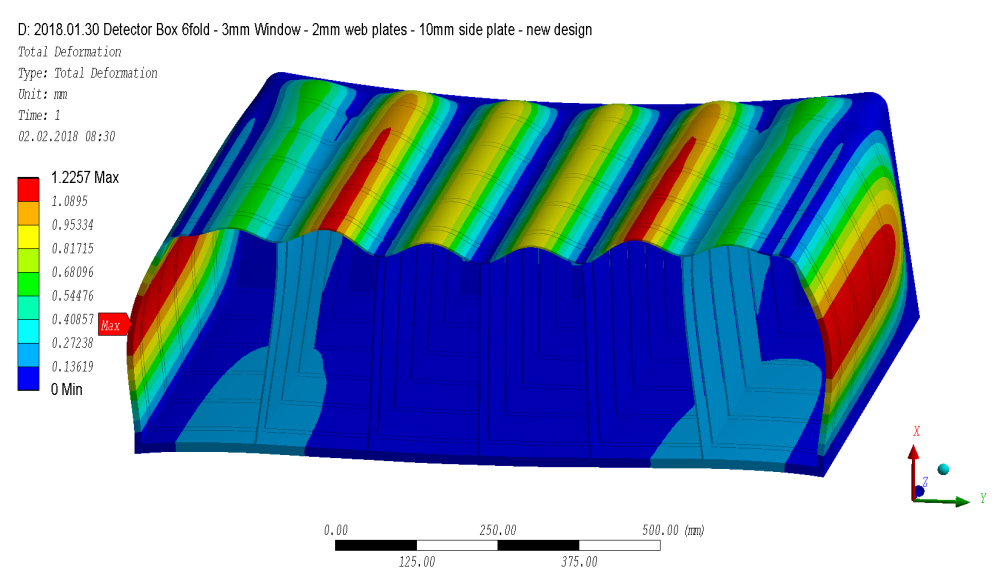 D: 2018.01.30 Detector Box 6fold - 3mm Window - 2mm web plates - 10mm side plate - new design
Total Deformation
Type: Total Deformation
Unit: mm
Time: 1
02.02.2018 08:30
1.2257 Max
1.0895
0.95334
0.81715
0.68096
0.54476
0.40857
0.27238
0.13619
0 Min
Max
X
Z
Y
0.00 250.00 500.00 (mm)
125.00 375.00